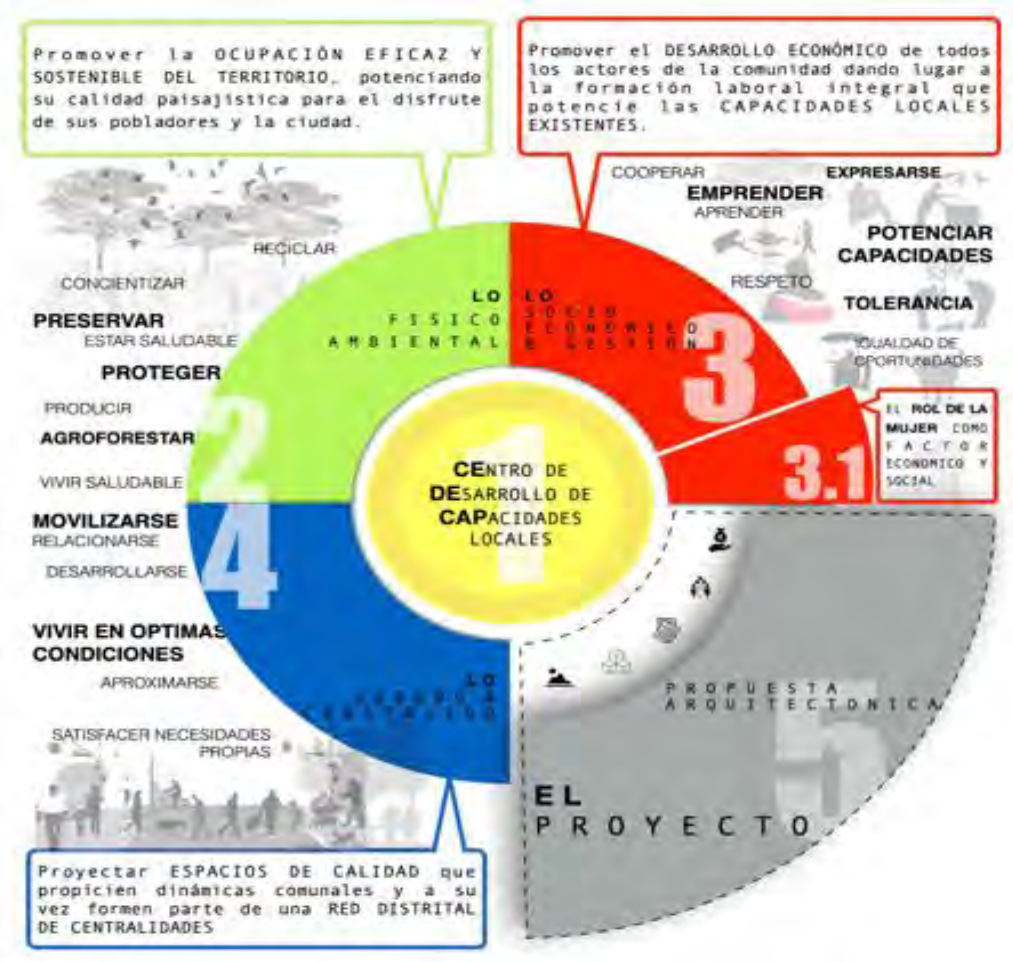 Promover la OCUPACIÓN EFICAZ Y
SOSTENIBLE DEL TERRITORIO, potenciando
su calidad paisajistica para el disfrute
de sus pobladores y la ciudad.
Promover el DESARROLLO ECONÓMICO de todos
los actores de la comunidad dando lugar a
la formación laboral integral que
potencie las CAPACIDADES LOCALES
EXISTENTES.
COOPERAR
EXPRESARSE
EMPRENDER
APRENDER
POTENCIAR
CAPACIDADES
RESPETO
TOLERANCIA
IGUALDAD DE
OPORTUNIDADES
RECICLAR
CONCIENTIZAR
PRESERVAR
ESTAR SALUDABLE
PROTEGER
PRODUCIR
AGROFORESTAR
VIVIR SALUDABLE
LO
FISICO
AMBIENTAL
2
LO
SOCIO
ECONOMICO
& GESTIÓN
3
EL ROL DE LA
MUJER COMO
FACTOR
ECONOMICO Y
SOCIAL
3.1
1
CENTRO DE
DESARROLLO DE
CAPACIDADES
LOCALES
MOVILIZARSE
RELACIONARSE
DESARROLLARSE
4
VIVIR EN OPTIMAS
CONDICIONES
APROXIMARSE
SATISFACER NECESIDADES
PROPIAS
LO
PROPUESTA
ARQUITECTONICA
5
EL
PROYECTO
Proyectar ESPACIOS DE CALIDAD que
propicien dinámicas comunales y a su
vez formen parte de una RED DISTRITAL
DE CENTRALIDADES